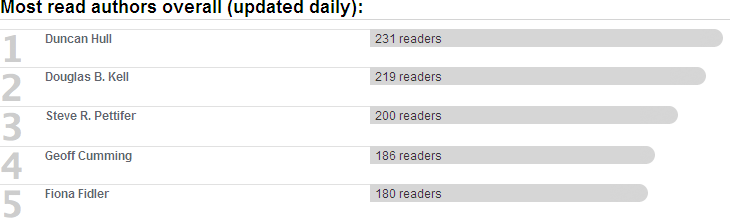 Most read authors overall (updated daily):
1 Duncan Hull 231 readers
2 Douglas B. Kell 219 readers
3 Steve R. Pettifer 200 readers
4 Geoff Cumming 186 readers
5 Fiona Fidler 180 readers